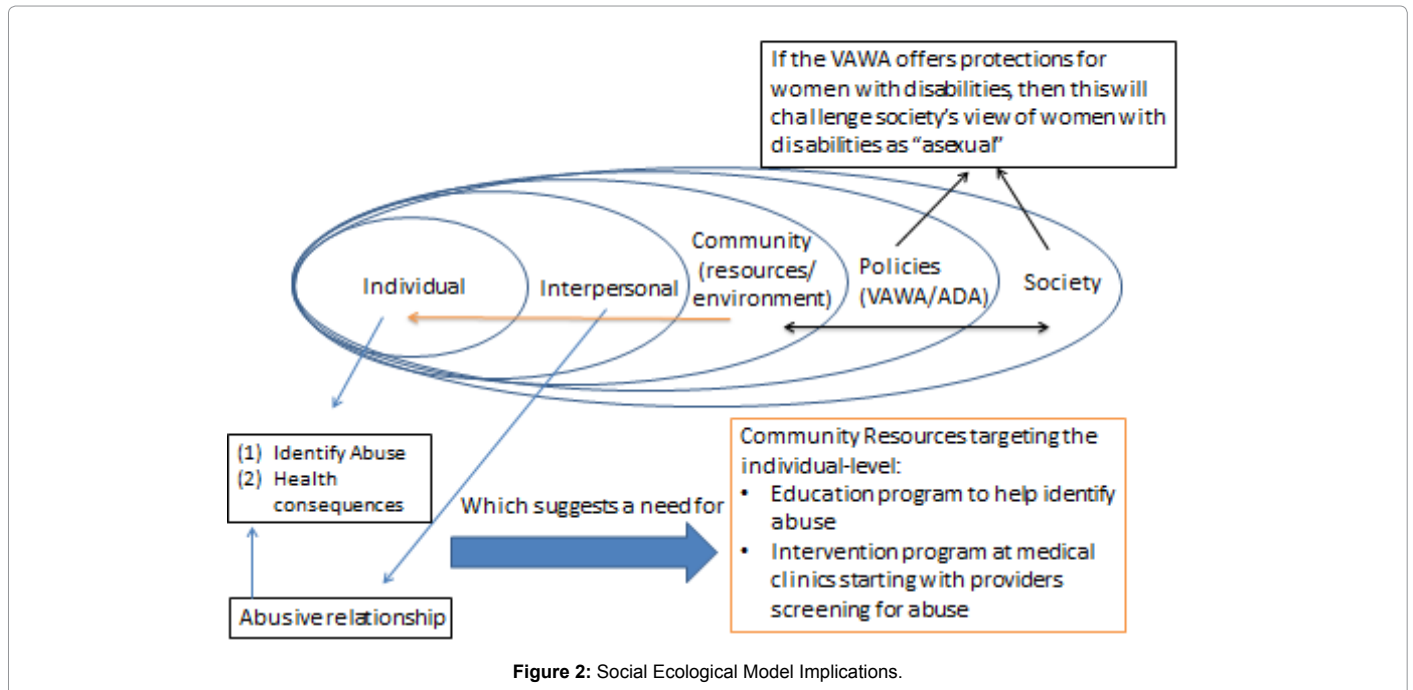 If the VAWA offers protections for
women with disabilities, then this will
challenge society's view of women with
disabilities as "asexual"
Individual
Interpersonal
Community
(resources/
environment)
Policies
(VAWA/ADA)
Society
(1) Identify Abuse
(2) Health
consequences
Abusive relationship
Which suggests a need for
Community Resources targeting the
individual-level:
• Education program to help identify
abuse
• Intervention program at medical
clinics starting with providers
screening for abuse
Figure 2: Social Ecological Model Implications.